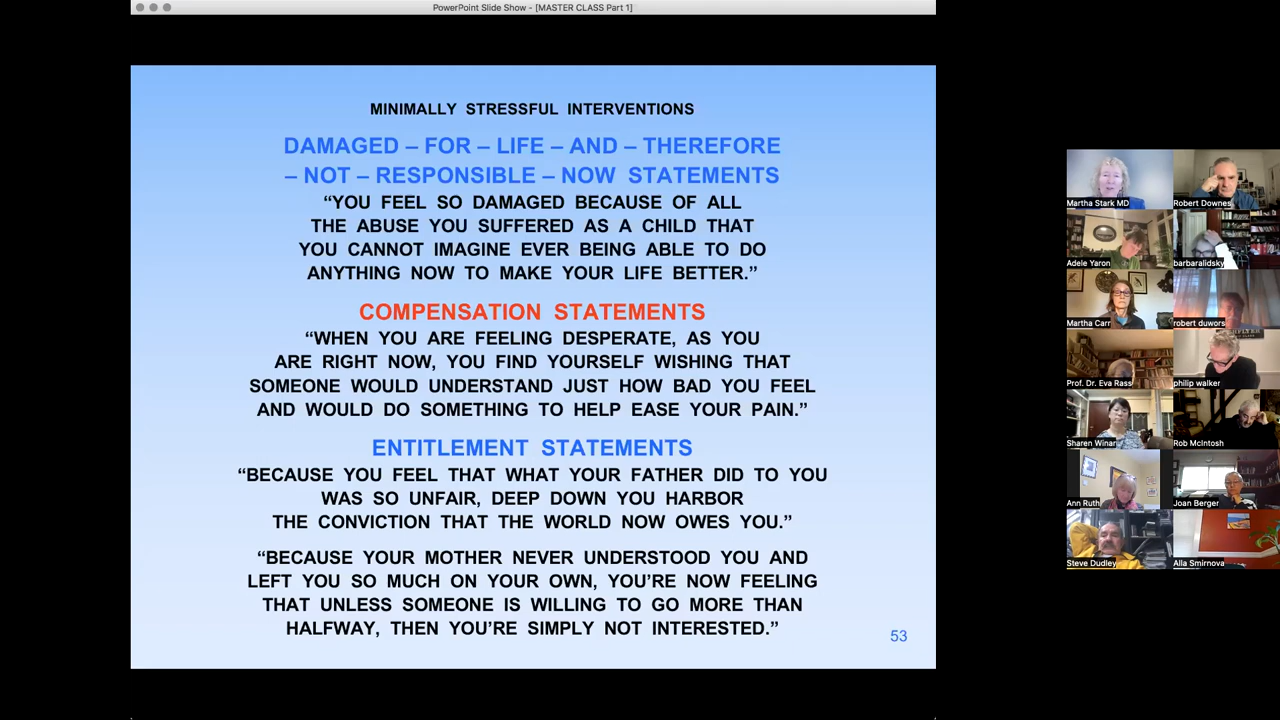 PowerPoint Slide Show - [MASTER CLASS Part 1]
MINIMALLY STRESSFUL INTERVENTIONS
DAMAGED – FOR – LIFE – AND – THEREFORE
– NOT – RESPONSIBLE – NOW STATEMENTS
“YOU FEEL SO DAMAGED BECAUSE OF ALL
THE ABUSE YOU SUFFERED AS A CHILD THAT
YOU CANNOT IMAGINE EVER BEING ABLE TO DO
ANYTHING NOW TO MAKE YOUR LIFE BETTER.”
COMPENSATION STATEMENTS
“WHEN YOU ARE FEELING DESPERATE, AS YOU
ARE RIGHT NOW, YOU FIND YOURSELF WISHING THAT
SOMEONE WOULD UNDERSTAND JUST HOW BAD YOU FEEL
AND WOULD DO SOMETHING TO HELP EASE YOUR PAIN.”
ENTITLEMENT STATEMENTS
“BECAUSE YOU FEEL THAT WHAT YOUR FATHER DID TO YOU
WAS SO UNFAIR, DEEP DOWN YOU HARBOR
THE CONVICTION THAT THE WORLD NOW OWES YOU.”
“BECAUSE YOUR MOTHER NEVER UNDERSTOOD YOU AND
LEFT YOU SO MUCH ON YOUR OWN, YOU’RE NOW FEELING
THAT UNLESS SOMEONE IS WILLING TO GO MORE THAN
HALFWAY, THEN YOU’RE SIMPLY NOT INTERESTED.”
53
Martha Stark MD
Robert Downes
Adele Yaron
barbaralidsky
Martha Carr
robert duwors
Prof. Dr. Eva Rass
philip walker
Sharen Winar
Rob McIntosh
Ann Ruth
Joan Berger
Steve Dudley
Alla Smirnova